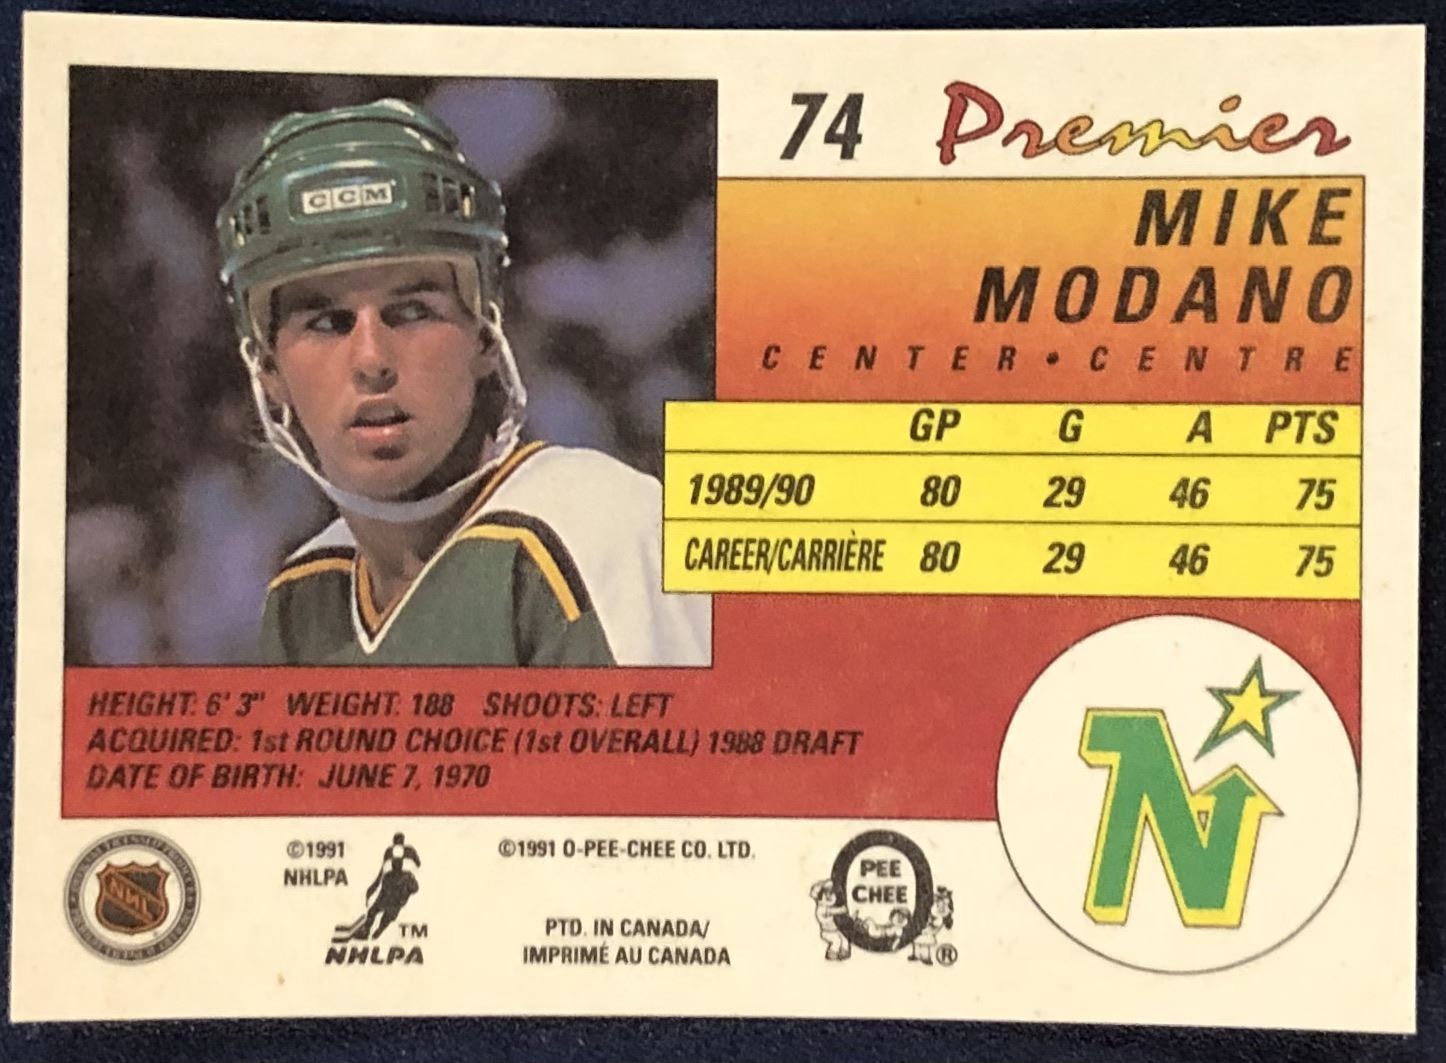 CCM
74 Premier
MIKE
MODANO
CENTER • CENTRE
GP G A PTS
1989/90 80 29 46 75
CAREER/CARRIÈRE 80 29 46 75
HEIGHT: 6' 3" WEIGHT: 188 SHOOTS: LEFT
ACQUIRED: 1st ROUND CHOICE (1st OVERALL) 1988 DRAFT
DATE OF BIRTH: JUNE 7, 1970
N
NHL
©1991
NHLPA
TM
NHLPA
©1991 O-PEE-CHEE CO. LTD.
PTD. IN CANADA/
IMPRIMÉ AU CANADA
O
PEE
CHEE
®